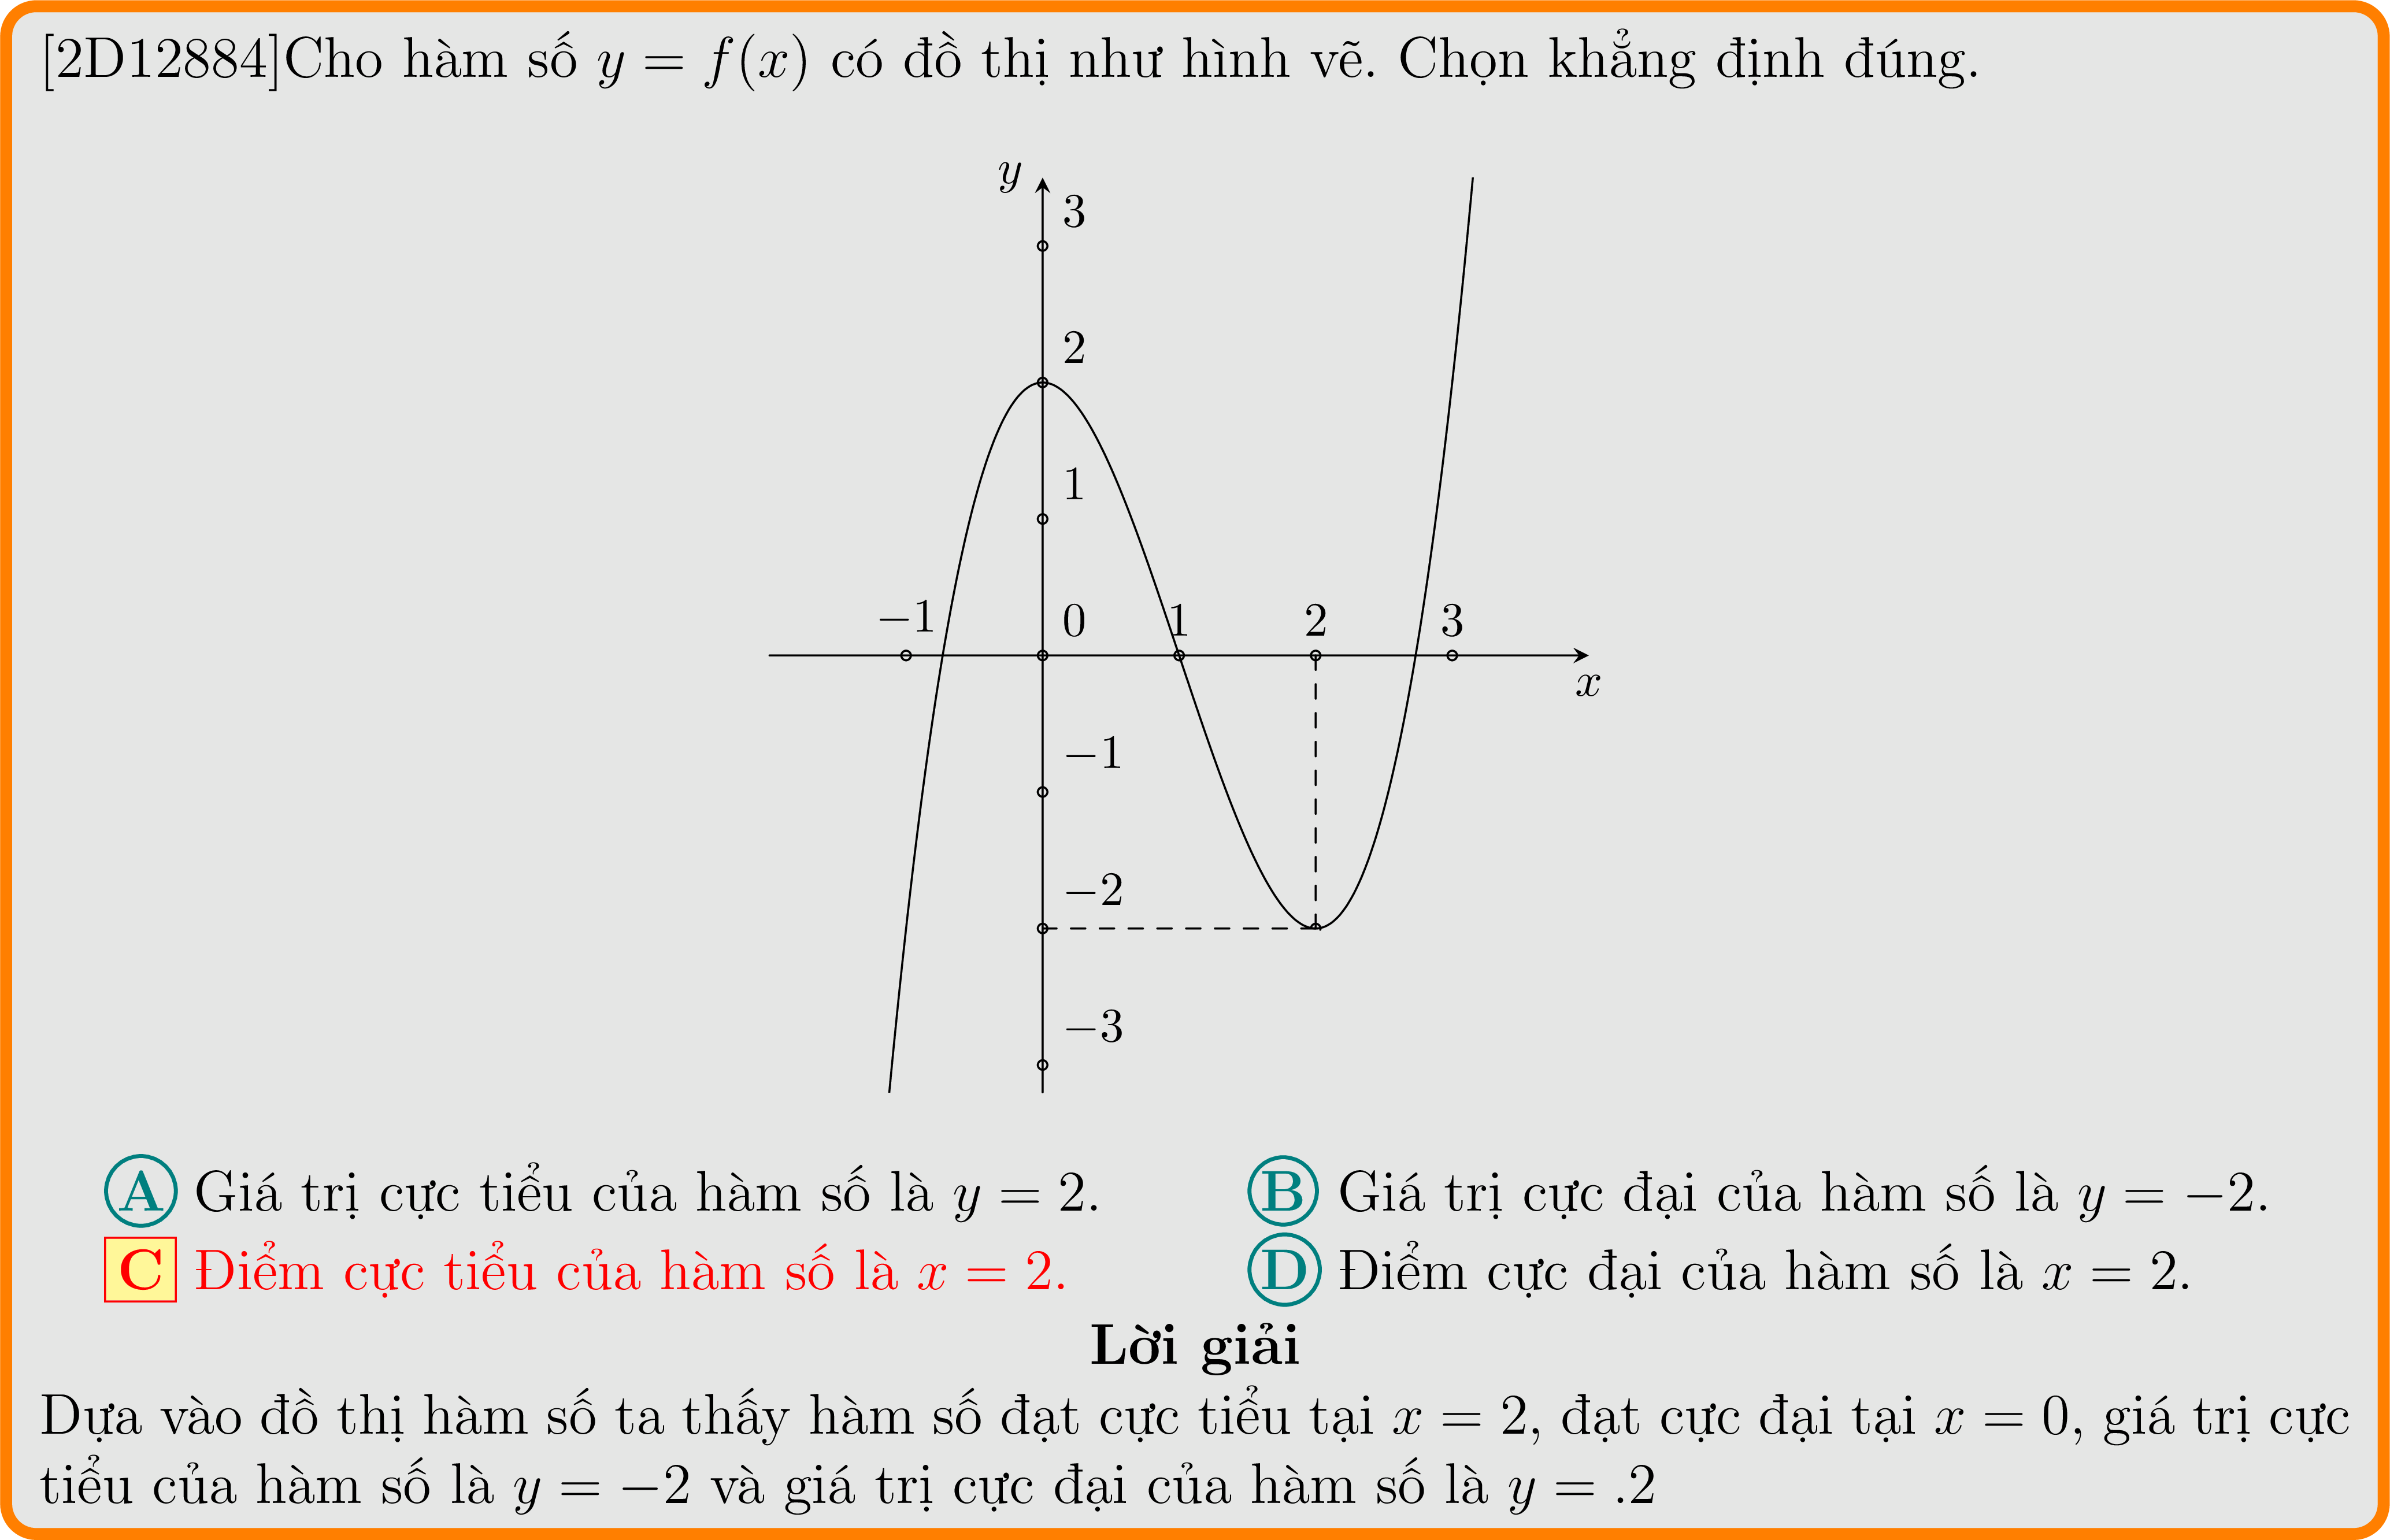 [2D12884]Cho hàm số y = f(x) có đồ thị như hình vẽ. Chọn khẳng định đúng.
y
3
2
1
−1 0 1 2 3
x
−1
−2
−3
A Giá trị cực tiểu của hàm số là y = 2. B Giá trị cực đại của hàm số là y = −2.
C Điểm cực tiểu của hàm số là x = 2. D Điểm cực đại của hàm số là x = 2.
Lời giải
Dựa vào đồ thị hàm số ta thấy hàm số đạt cực tiểu tại x = 2, đạt cực đại tại x = 0, giá trị cực
tiểu của hàm số là y = −2 và giá trị cực đại của hàm số là y = .2